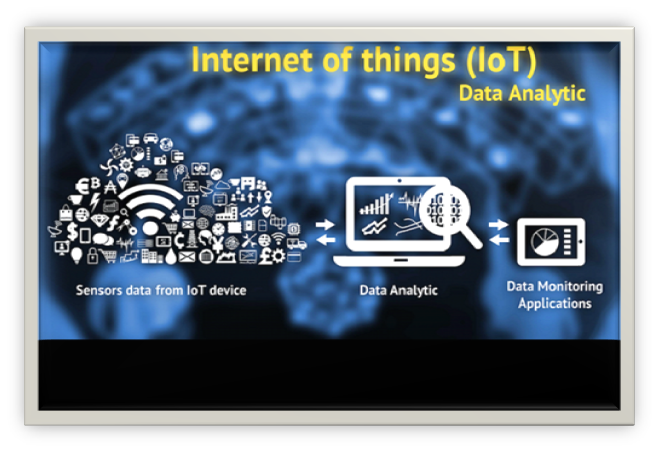 Internet of things (IoT)
Data Analytic
Sensors data from IoT device
Data Analytic
Data Monitoring
Applications